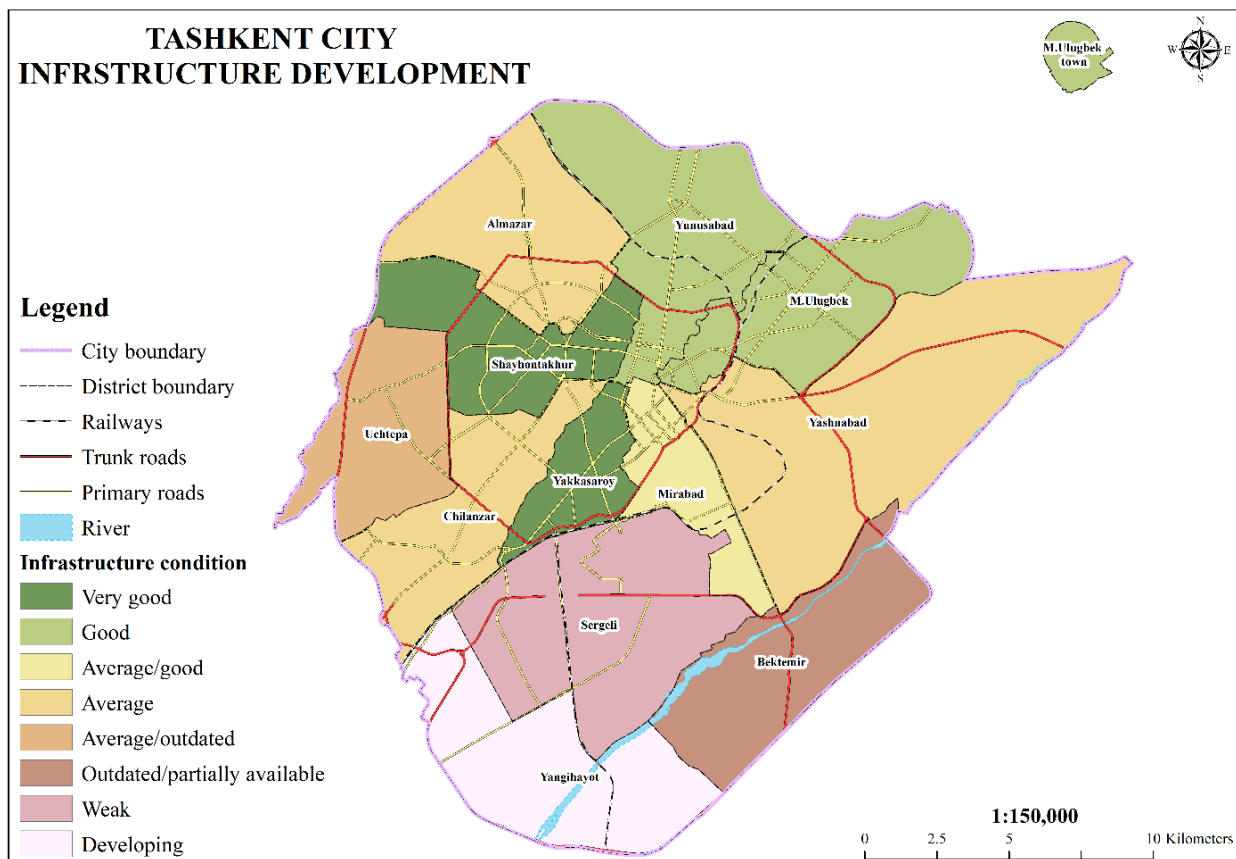 TASHKENT CITY
INFRSTRUCTURE DEVELOPMENT
M.Ulugbek
town
N
W
E
S
Almazar
Yunusabad
M.Ulugbek
Shayhontakhur
Uchtepa
Yashnabad
Yakkasaroy
Mirabad
Chilanzar
Sergeli
Bektemir
Yangihayot
Legend
City boundary
District boundary
Railways
Trunk roads
Primary roads
River
Infrastructure condition
Very good
Good
Average/good
Average
Average/outdated
Outdated/partially available
Weak
Developing
1:150,000
0 2.5 5 10 Kilometers